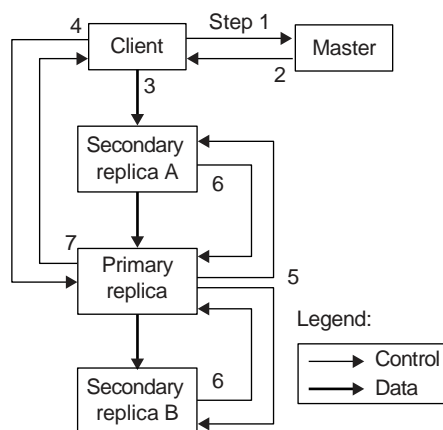 4
Step 1
Client
Master
2
3
Secondary
replica A
6
7
Primary
replica
5
Legend:
Control
Data
6
Secondary
replica B